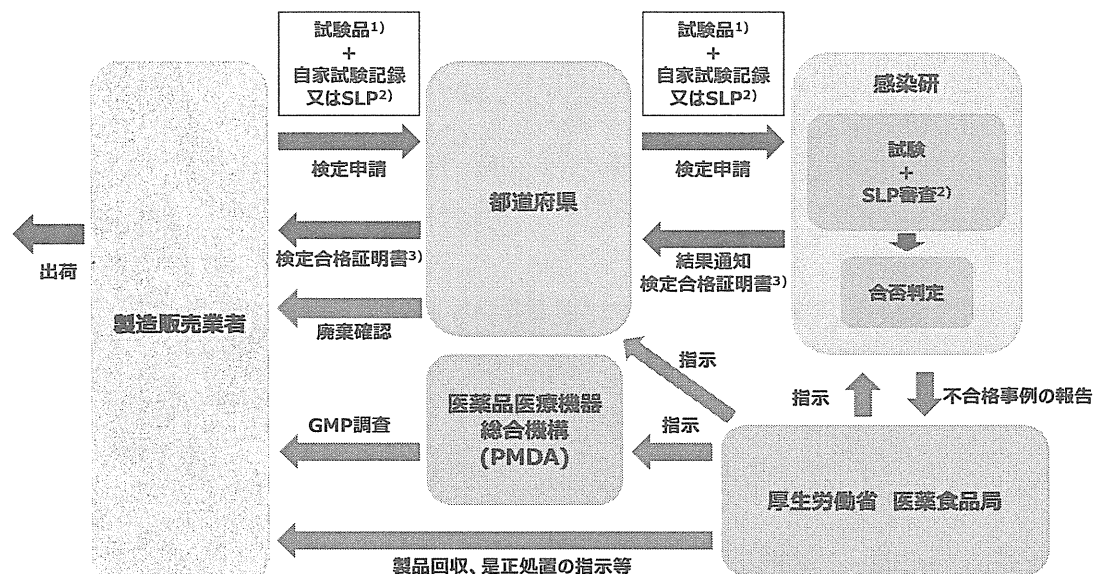 試験品1)
+
自家試験記録
又はSLP2)
検定申請
試験品1)
+
自家試験記録
又はSLP2)
検定申請
感染研
試験
+
SLP審査2)
合否判定
都道府県
検定合格証明書3)
廃棄確認
結果通知
検定合格証明書3)
出荷
製造販売業者
医薬品医療機器
総合機構
(PMDA)
GMP調査
指示
指示
指示
不合格事例の報告
厚生労働省 医薬食品局
製品回収、是正処置の指示等